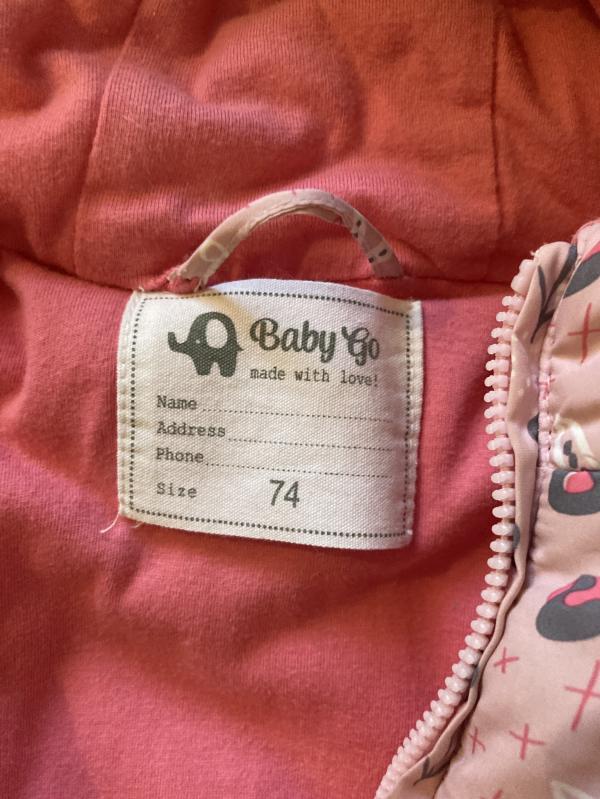 Baby Go
made with love!
Name
Address
Phone
Size 74